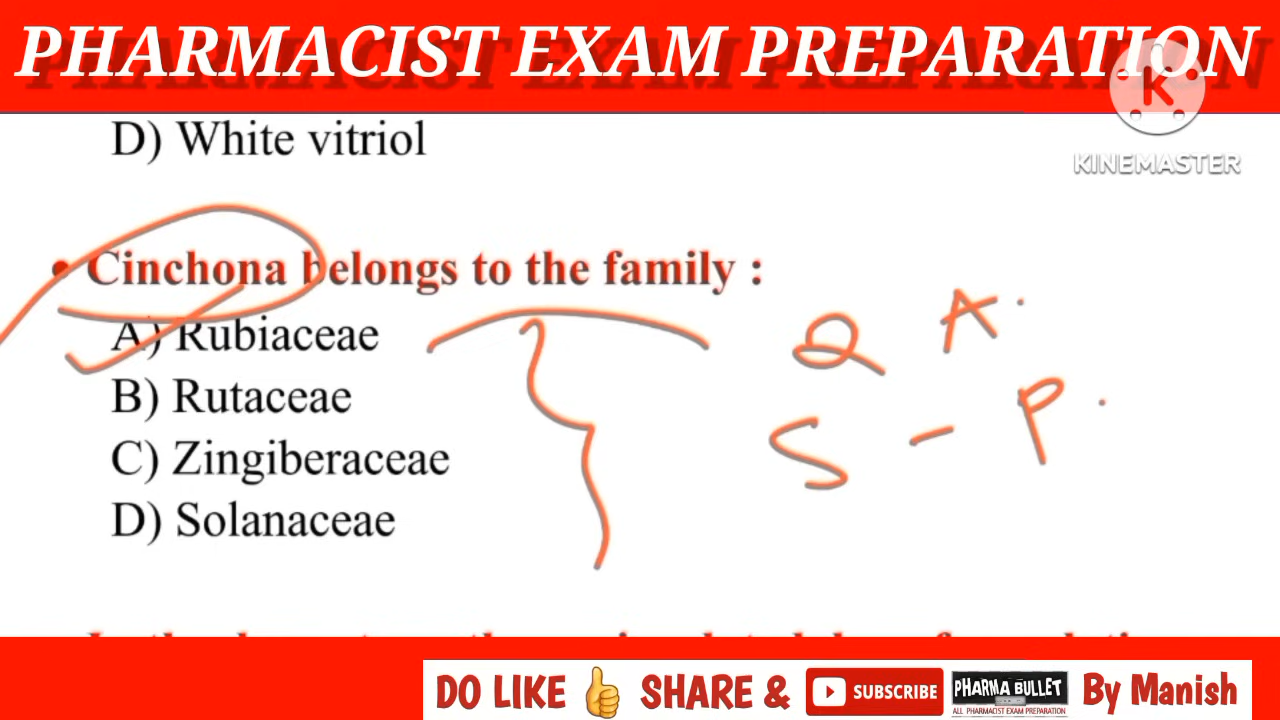 PHARMACIST EXAM PREPARATION
K
KINEMASTER
D) White vitriol
• Cinchona belongs to the family :
A) Rubiaceae
B) Rutaceae
C) Zingiberaceae
D) Solanaceae
Q A.
S - P.
DO LIKE 👍 SHARE & SUBSCRIBE PHARMA BULLET By Manish
ALL PHARMACIST EXAM PREPARATION